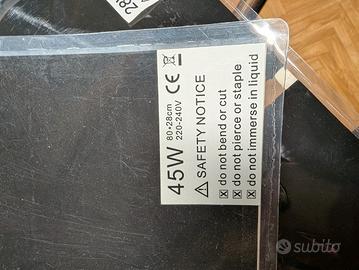 45W
80×28cm
220-240V
CE
⚠ SAFETY NOTICE
☒ do not bend or cut
☒ do not pierce or staple
☒ do not immerse in liquid
28
subito